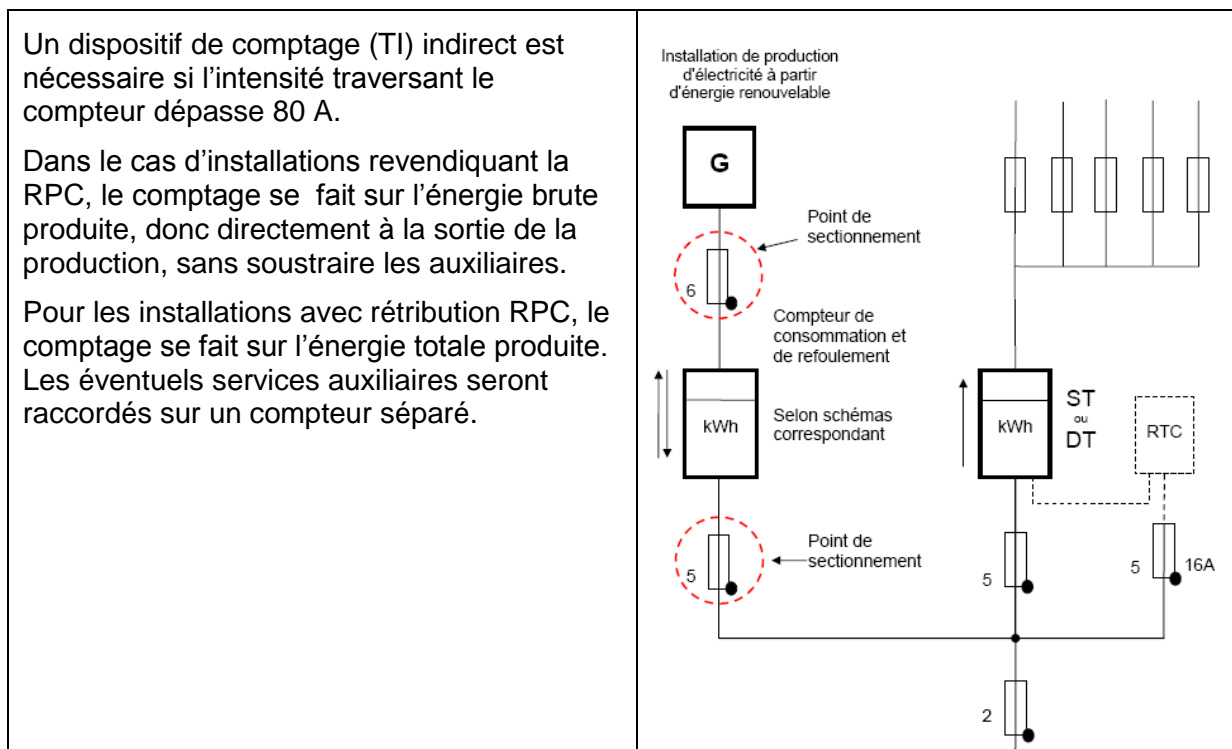 Un dispositif de comptage (TI) indirect est
nécessaire si l'intensité traversant le
compteur dépasse 80 A.
Dans le cas d'installations revendiquant la
RPC, le comptage se  fait sur l'énergie brute
produite, donc directement à la sortie de la
production, sans soustraire les auxiliaires.
Pour les installations avec rétribution RPC, le
comptage se fait sur l'énergie totale produite.
Les éventuels services auxiliaires seront
raccordés sur un compteur séparé.
Installation de production
d'électricité à partir
d'énergie renouvelable
G
Point de
sectionnement
6
Compteur de
consommation et
de refoulement
kWh
Selon schémas
correspondant
kWh
ST
ou
DT
RTC
Point de
sectionnement
5
5
5
16A
2